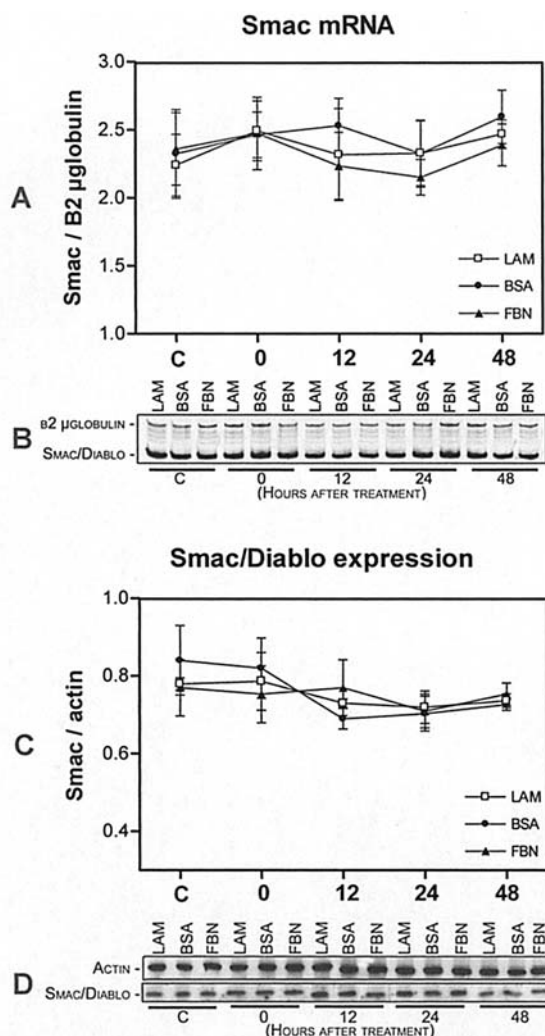 Smac mRNA
A
Smac / B2 µglobulin
3.0
2.5
2.0
1.5
1.0
LAM
BSA
FBN
C 0 12 24 48
LAM BSA FBN LAM BSA FBN LAM BSA FBN LAM BSA FBN LAM BSA FBN
B
B2 µGLOBULIN -
SMAC/DIABLO -
C 0 12 24 48
(HOURS AFTER TREATMENT)
Smac/Diablo expression
C
Smac / actin
1.0
0.8
0.6
0.4
LAM
BSA
FBN
C 0 12 24 48
LAM BSA FBN LAM BSA FBN LAM BSA FBN LAM BSA FBN LAM BSA FBN
D
ACTIN -
SMAC/DIABLO -
C 0 12 24 48
(HOURS AFTER TREATMENT)